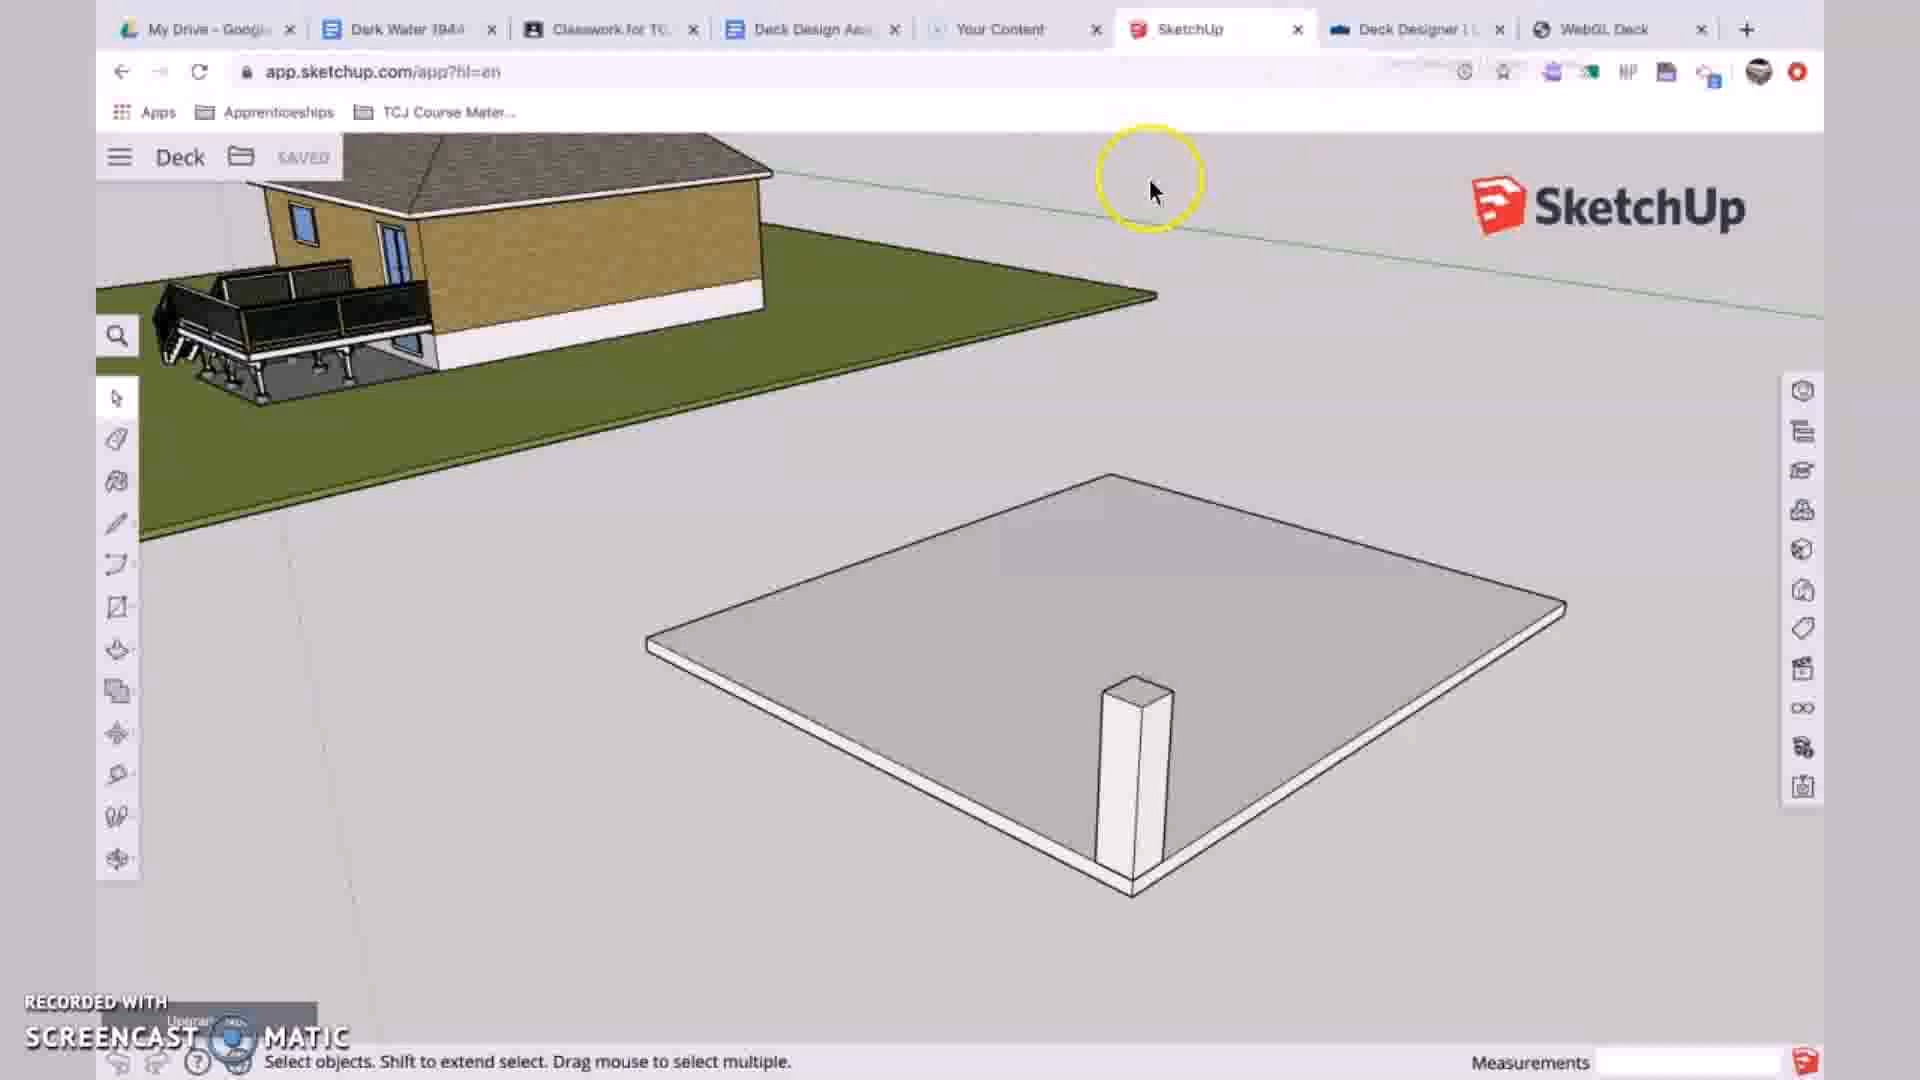 My Drive - Google
Dark Water 1944
Classwork for TC
Deck Design Ass
Your Content
SketchUp
Deck Designer | L
WebGL Deck
app.sketchup.com/app?hl=en
Apps
Apprenticeships
TCJ Course Mater...
Deck
SAVED
SketchUp
RECORDED WITH
SCREENCAST MATIC
Select objects. Shift to extend select. Drag mouse to select multiple.
Measurements